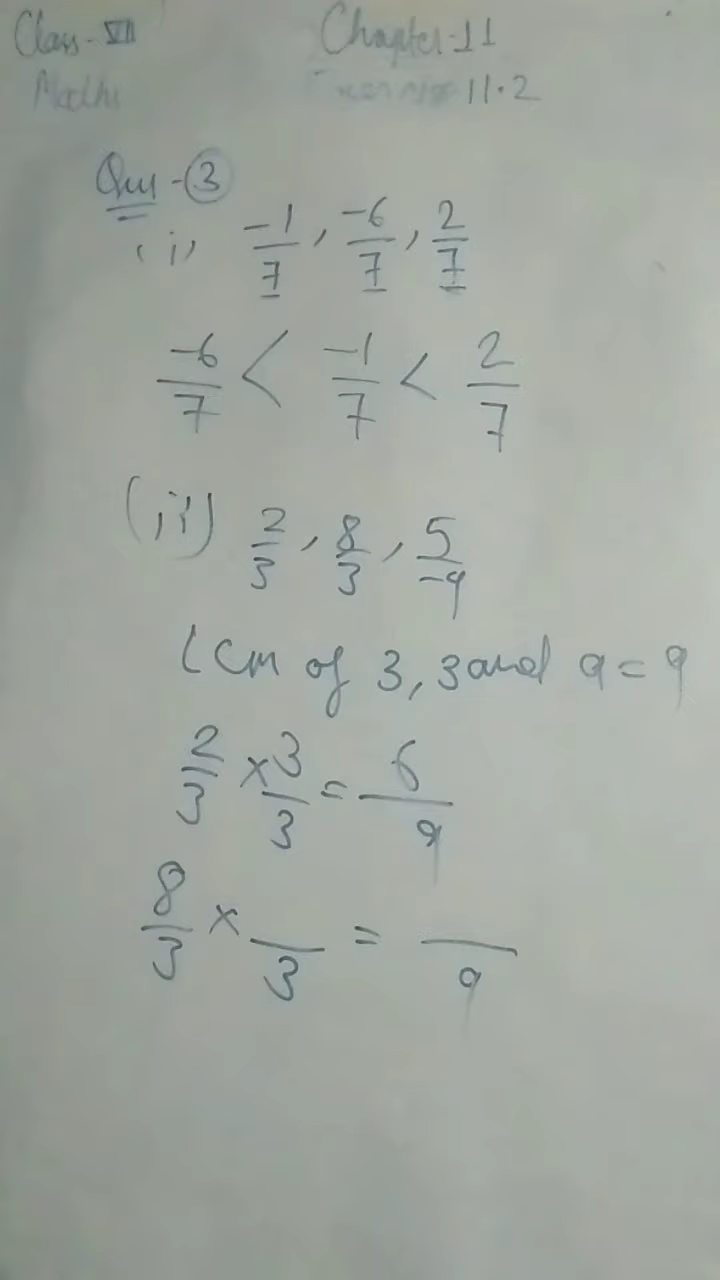 Class-VII Chapter-11
Maths Exercise 11.2
Qus-③
(i) -1/7, -6/7, 2/7
-6/7 < -1/7 < 2/7
(ii) 2/3, 8/3, 5/-9
LCM of 3, 3 and 9 = 9
2/3 × 3/3 = 6/9
8/3 × /3 = /9